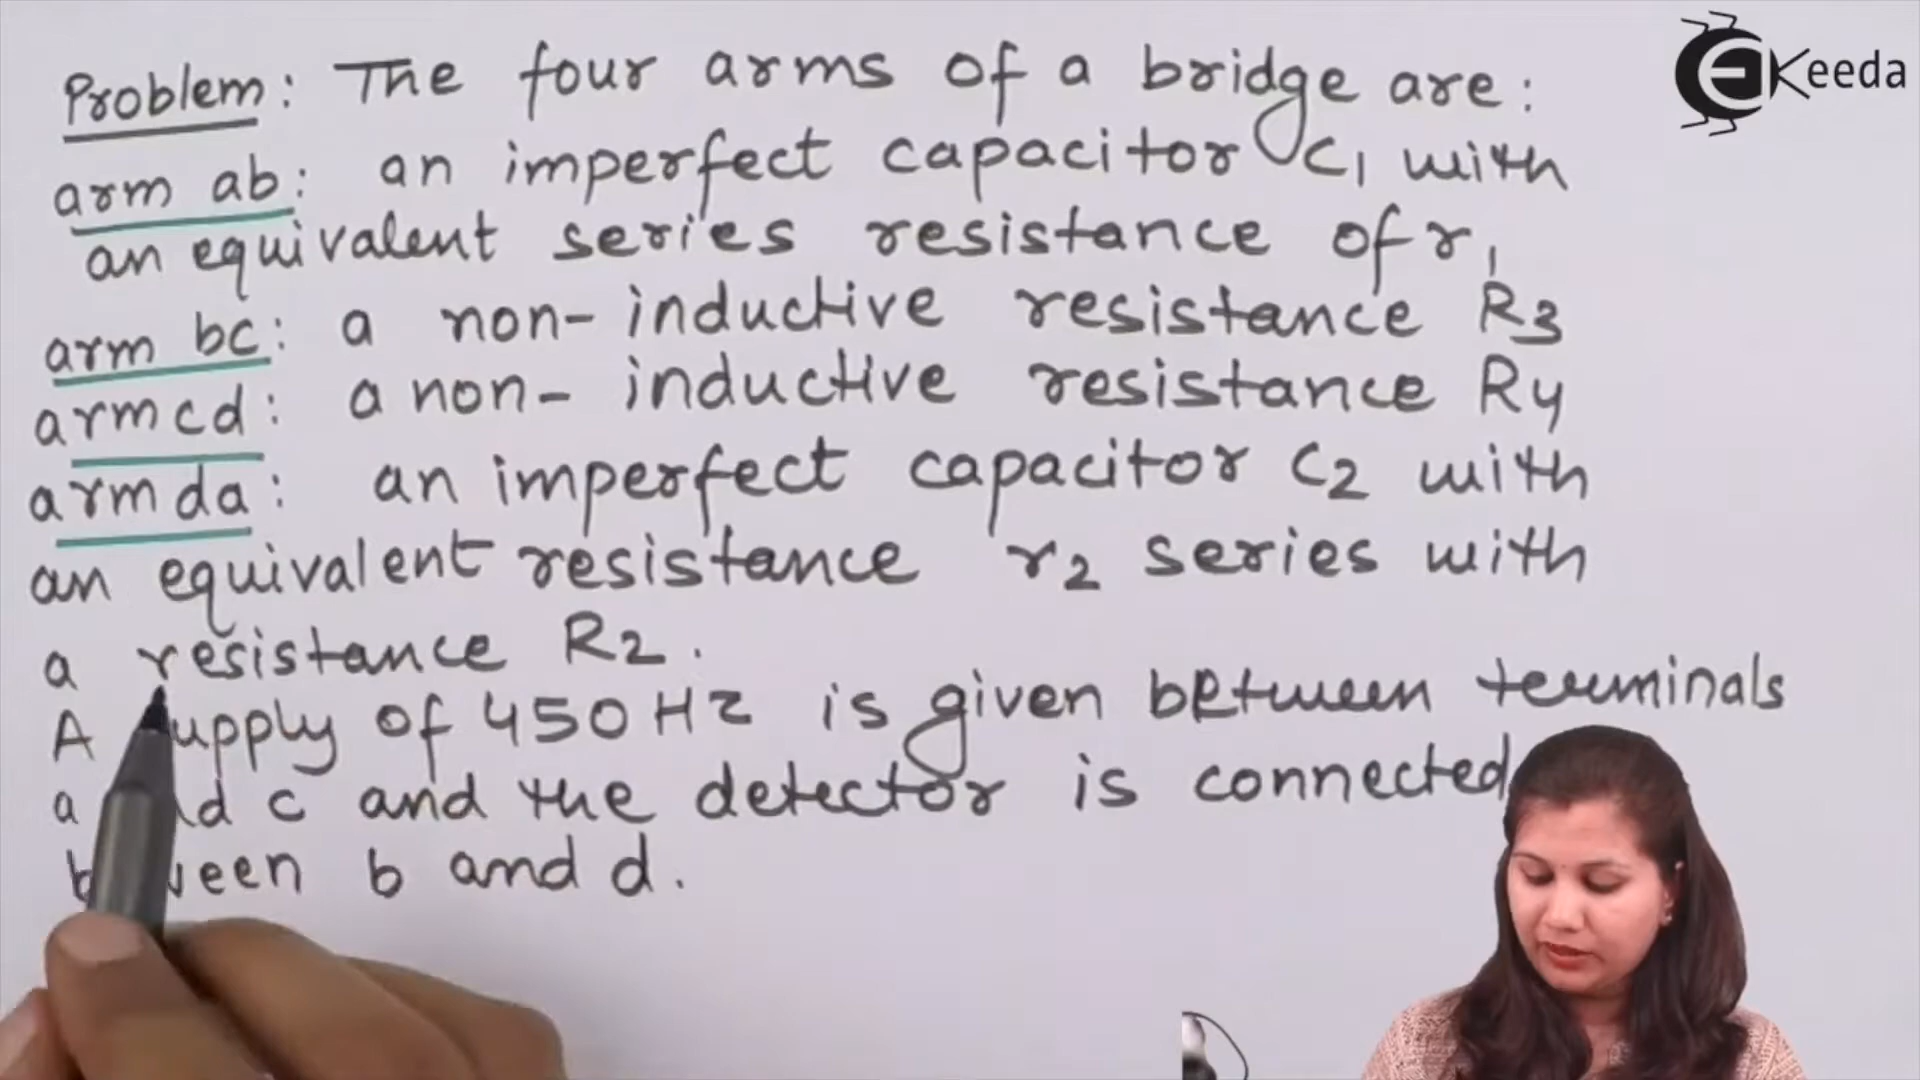 Problem: The four arms of a bridge are:
Keeda
arm ab: an imperfect capacitor C1 with
an equivalent series resistance of r1
arm bc: a non-inductive resistance R3
arm cd: a non-inductive resistance R4
arm da: an imperfect capacitor C2 with
an equivalent resistance r2 series with
a resistance R2.
A upply of 450Hz is given between terminals
a d c and the detector is connected
b een b and d.